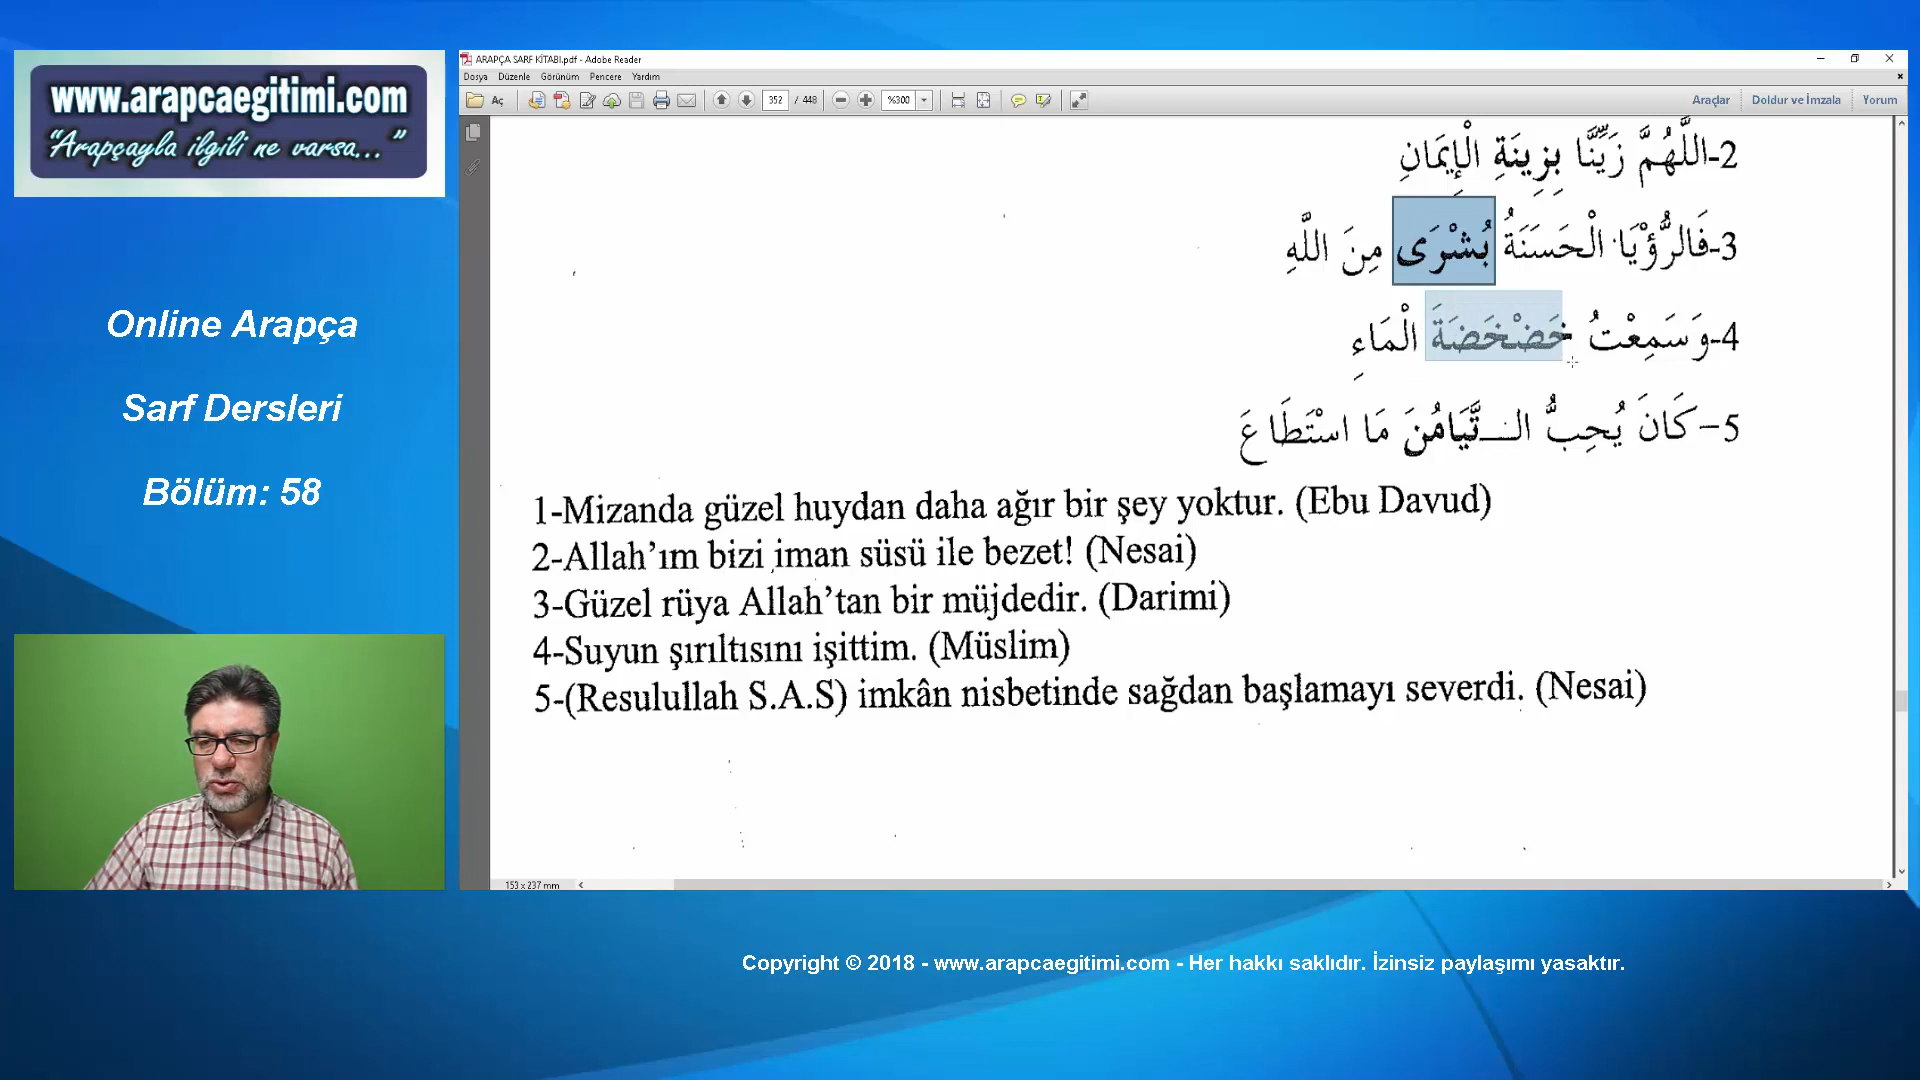 www.arapcaegitimi.com
“Arapçayla ilgili ne varsa...”
Online Arapça
Sarf Dersleri
Bölüm: 58
ARAPÇA SARF KİTABI.pdf - Adobe Reader
Dosya Düzenle Görünüm Pencere Yardım
Aç 352 / 448 %300 Araçlar Doldur ve İmzala Yorum
2-اللَّهُمَّ زَيِّنَّا بِزِينَةِ الْإِيمَانِ
3-فَالرُّؤْيَا الْحَسَنَةُ بُشْرَى مِنَ اللَّهِ
4-وَسَمِعْتُ خَضْخَضَةَ الْمَاءِ
5–كَانَ يُحِبُّ الـــتَّيَامُنَ مَا اسْتَطَاعَ
1-Mizanda güzel huydan daha ağır bir şey yoktur. (Ebu Davud)
2-Allah’ım bizi iman süsü ile bezet! (Nesai)
3-Güzel rüya Allah’tan bir müjdedir. (Darimi)
4-Suyun şırıltısını işittim. (Müslim)
5-(Resulullah S.A.S) imkân nisbetinde sağdan başlamayı severdi. (Nesai)
153 x 237 mm
Copyright © 2018 - www.arapcaegitimi.com - Her hakkı saklıdır. İzinsiz paylaşımı yasaktır.